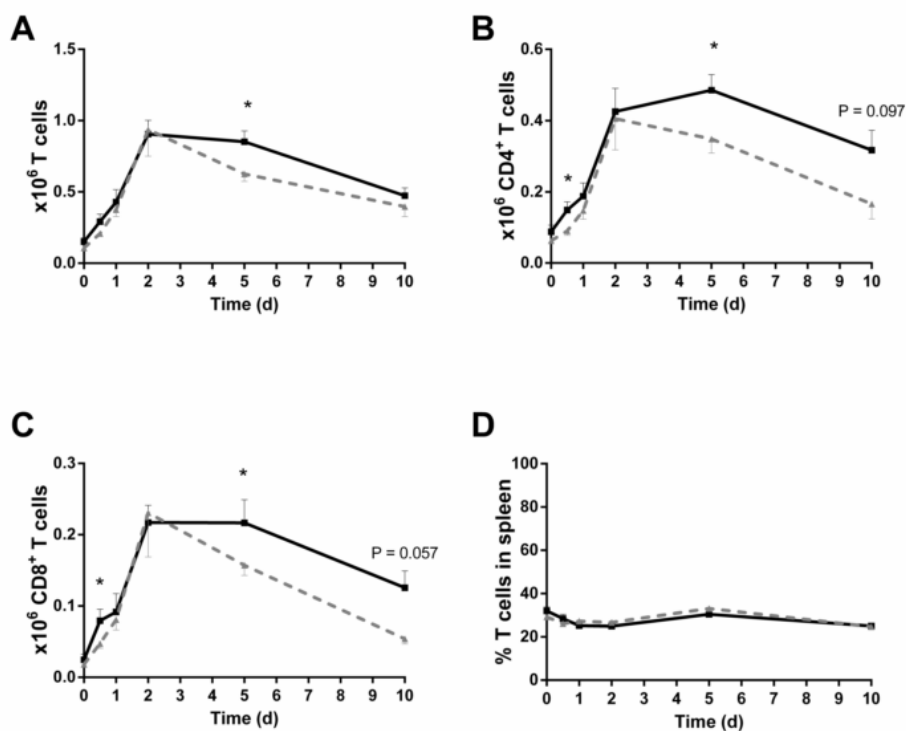 A
x10⁶ T cells
1.5
1.0
0.5
0.0
*
0 1 2 3 4 5 6 7 8 9 10
Time (d)
B
x10⁶ CD4⁺ T cells
0.6
0.4
0.2
0.0
*
*
P = 0.097
0 1 2 3 4 5 6 7 8 9 10
Time (d)
C
x10⁶ CD8⁺ T cells
0.3
0.2
0.1
0.0
*
*
P = 0.057
0 1 2 3 4 5 6 7 8 9 10
Time (d)
D
% T cells in spleen
100
80
60
40
20
0
0 1 2 3 4 5 6 7 8 9 10
Time (d)